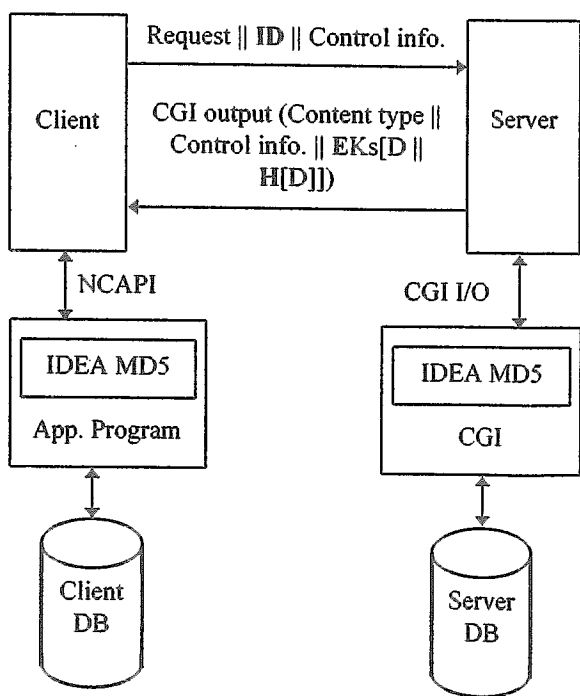 Request || ID || Control info.
Client
CGI output (Content type ||
Control info. || EKs[D ||
H[D]])
Server
NCAPI
CGI I/O
IDEA MD5
App. Program
IDEA MD5
CGI
Client
DB
Server
DB